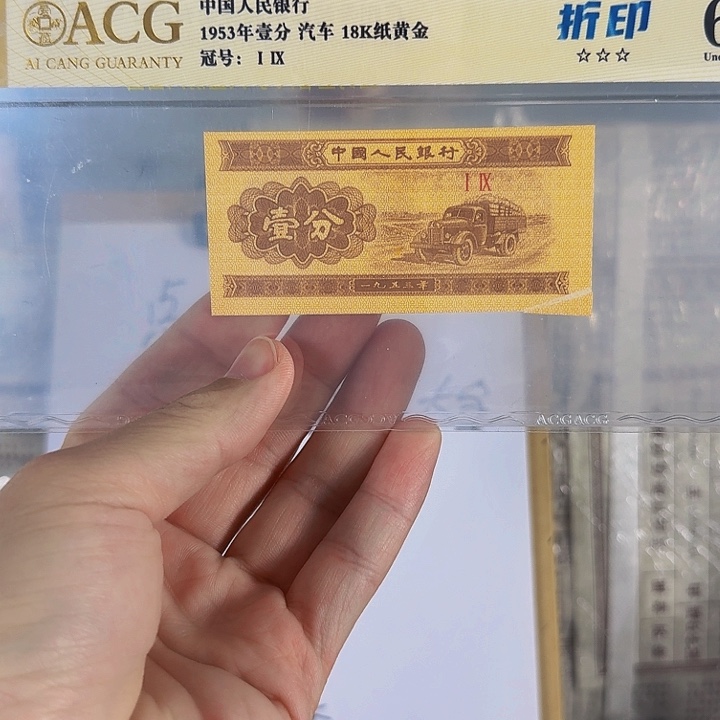 ACG
AI CANG GUARANTY
中国人民银行
1953年壹分 汽车 18K纸黄金
冠号: I IX
折印
☆☆☆
6
Unc
中國人民銀行
I IX
壹分
一九五三年
ACGACG